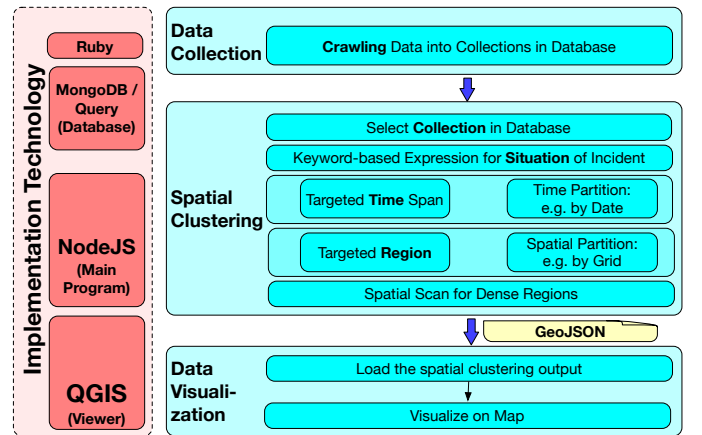 Implementation Technology
Ruby
MongoDB /
Query
(Database)
NodeJS
(Main
Program)
QGIS
(Viewer)
Data
Collection
Crawling Data into Collections in Database
Spatial
Clustering
Select Collection in Database
Keyword-based Expression for Situation of Incident
Targeted Time Span
Time Partition:
e.g. by Date
Targeted Region
Spatial Partition:
e.g. by Grid
Spatial Scan for Dense Regions
GeoJSON
Data
Visuali-
zation
Load the spatial clustering output
Visualize on Map